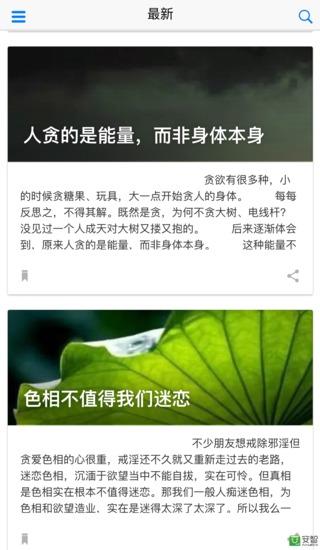 最新
人贪的是能量，而非身体本身
贪欲有很多种，小
的时候贪糖果、玩具，大一点开始贪人的身体。 每每
反思之，不得其解。既然是贪，为何不贪大树、电线杆？
没见过一个人成天对大树又搂又抱的。 后来逐渐体会
到，原来人贪的是能量，而非身体本身。 这种能量不
色相不值得我们迷恋
不少朋友想戒除邪淫但
贪爱色相的心很重，戒淫还不久就又重新走过去的老路，
迷恋色相，沉湎于欲望当中不能自拔，实在可怜。但真相
是色相实在根本不值得迷恋。那我们一般人痴迷色相，为
色相和欲望造业，实在是迷得太深了太深了。所以我么一
安智